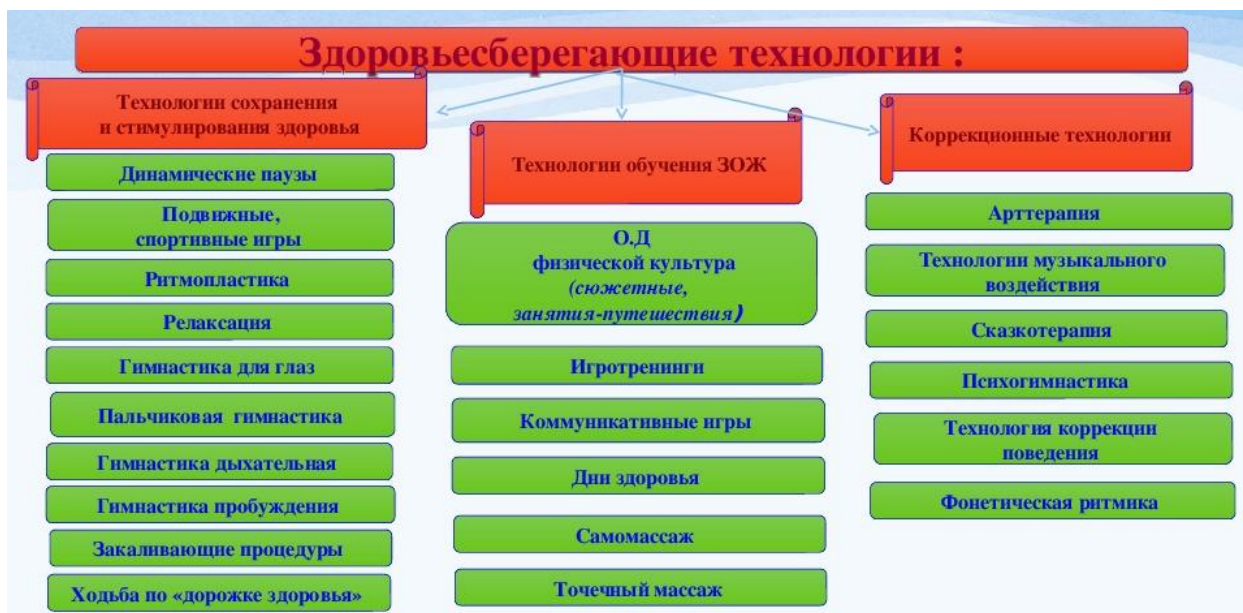 Здоровьесберегающие технологии :
Технологии сохранения
и стимулирования здоровья
Динамические паузы
Подвижные,
спортивные игры
Ритмопластика
Релаксация
Гимнастика для глаз
Пальчиковая гимнастика
Гимнастика дыхательная
Гимнастика пробуждения
Закаливающие процедуры
Ходьба по «дорожке здоровья»
Технологии обучения ЗОЖ
О.Д
физической культура
(сюжетные,
занятия-путешествия)
Игротренинги
Коммуникативные игры
Дни здоровья
Самомассаж
Точечный массаж
Коррекционные технологии
Арттерапия
Технологии музыкального
воздействия
Сказкотерапия
Психогимнастика
Технология коррекции
поведения
Фонетическая ритмика